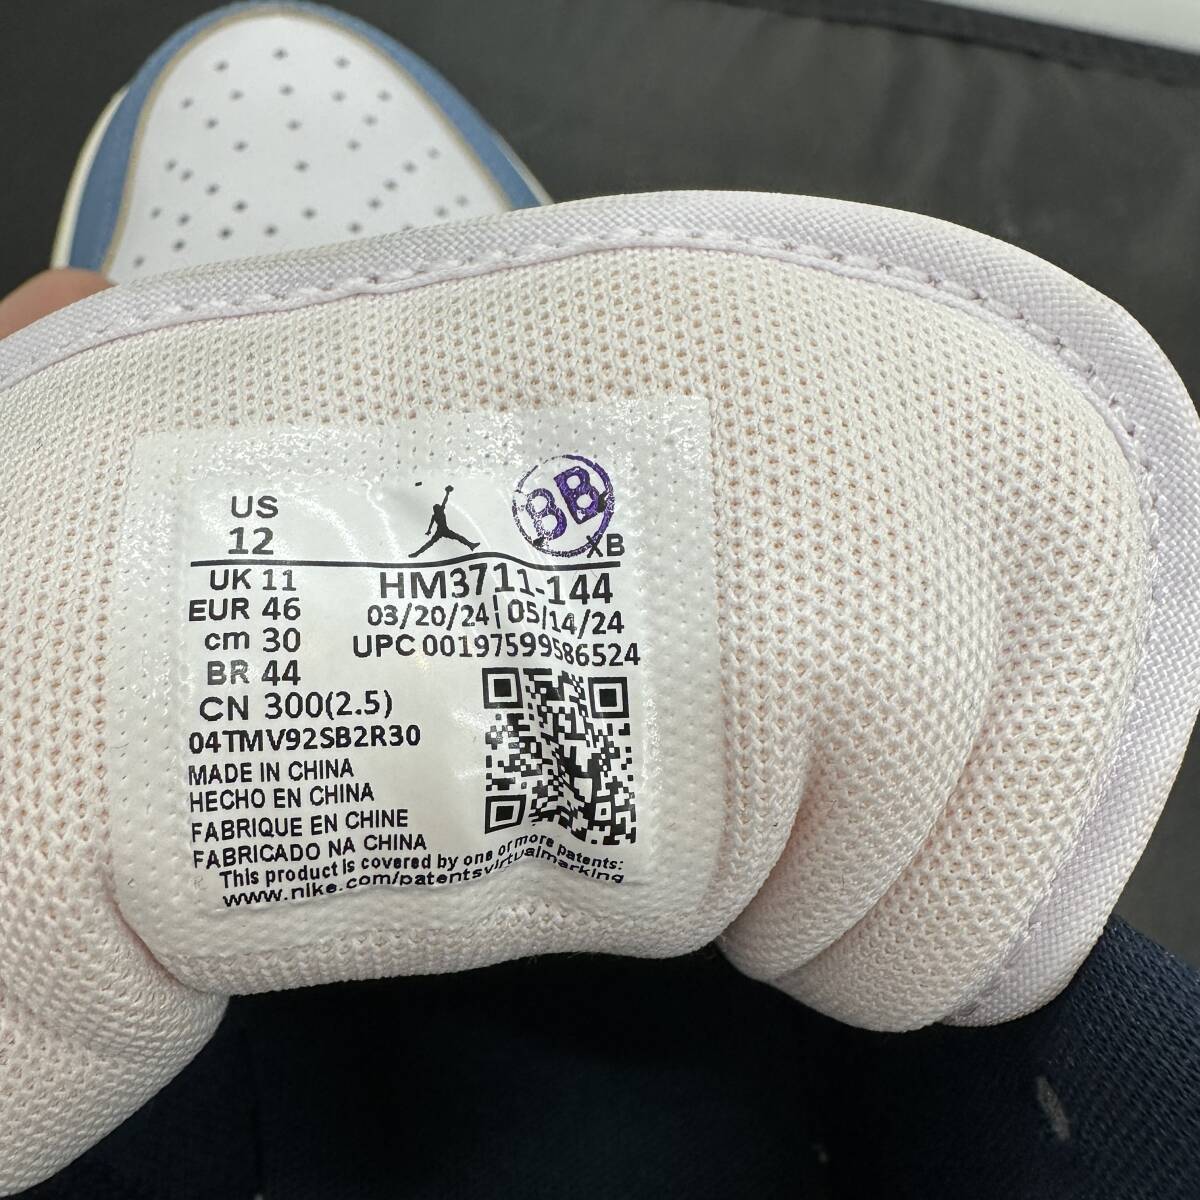 US
12
BB
XB
UK 11
EUR 46
cm 30
BR 44
CN 300(2.5)
HM3711-144
03/20/24 | 05/14/24
UPC 00197599586524
04TMV92SB2R30
MADE IN CHINA
HECHO EN CHINA
FABRIQUE EN CHINE
FABRICADO NA CHINA
This product is covered by one or more patents:
www.nike.com/patentsvirtualmarking